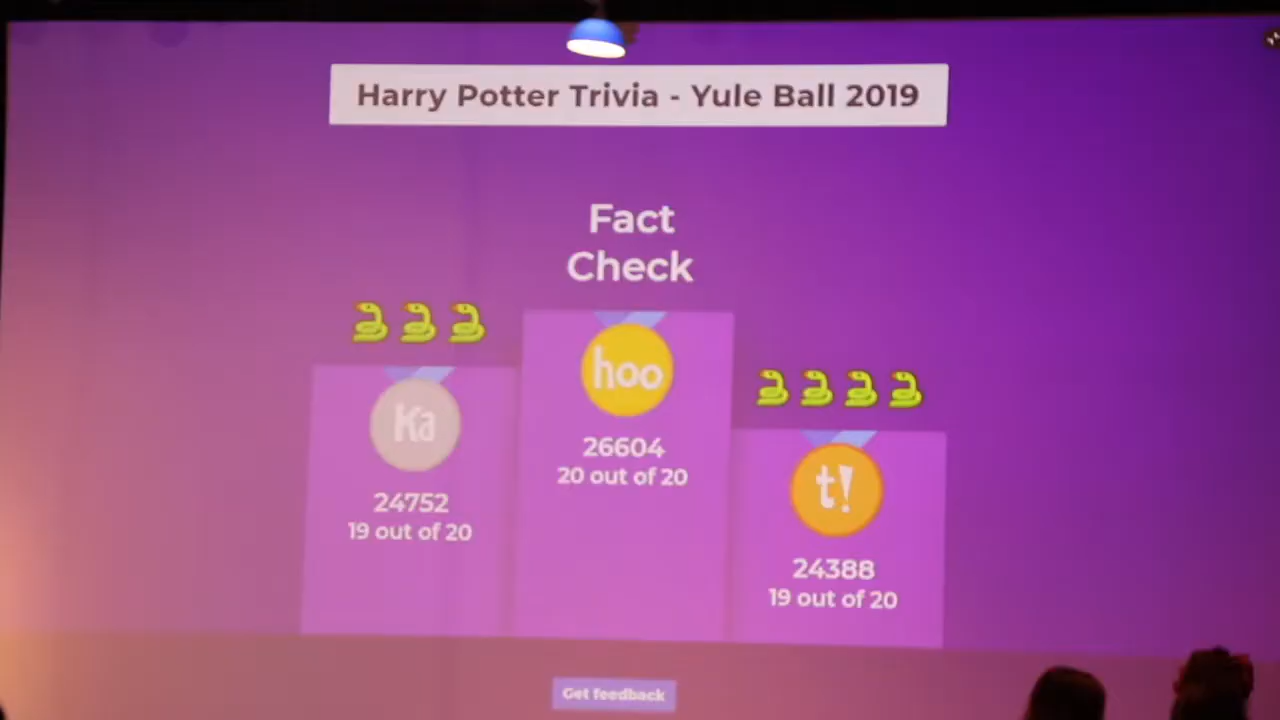 Harry Potter Trivia - Yule Ball 2019
Fact
Check
Ka
24752
19 out of 20
hoo
26604
20 out of 20
t!
24388
19 out of 20
Get feedback